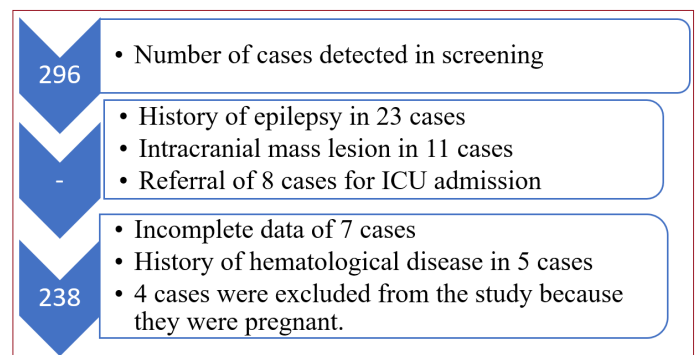 296
• Number of cases detected in screening
-
• History of epilepsy in 23 cases
• Intracranial mass lesion in 11 cases
• Referral of 8 cases for ICU admission
238
• Incomplete data of 7 cases
• History of hematological disease in 5 cases
• 4 cases were excluded from the study because
they were pregnant.